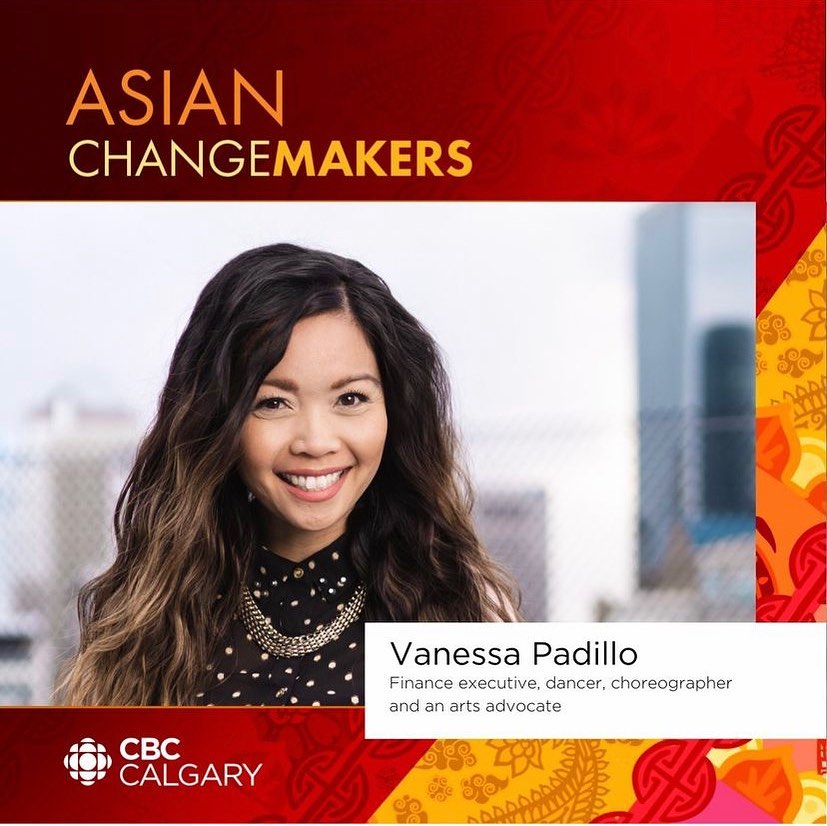 ASIAN
CHANGEMAKERS
Vanessa Padillo
Finance executive, dancer, choreographer
and an arts advocate
CBC
CALGARY